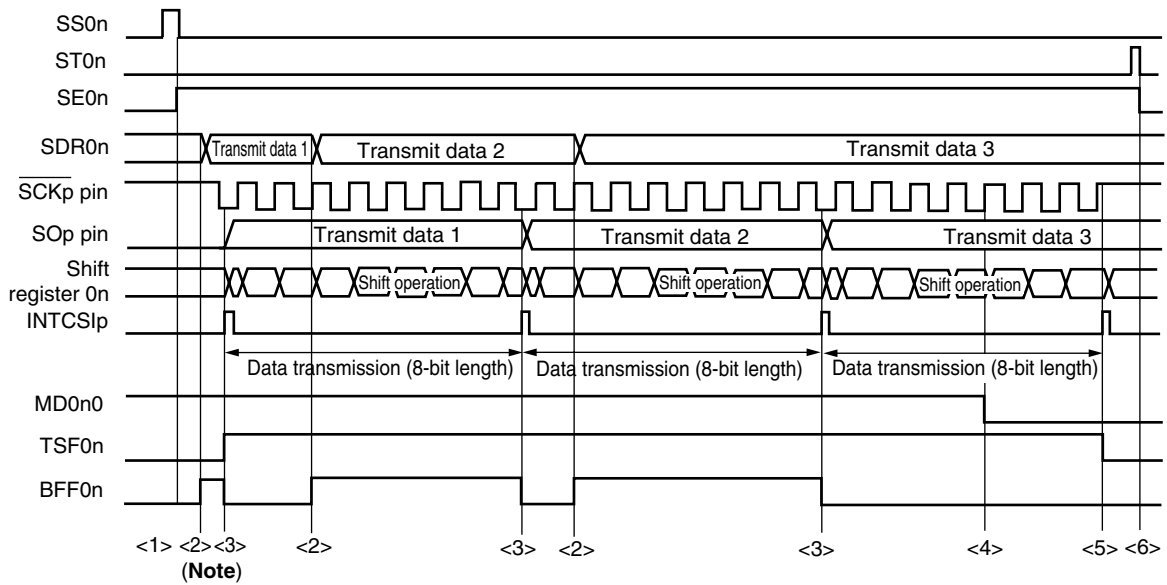 SS0n
ST0n
SE0n
SDR0n
Transmit data 1
Transmit data 2
Transmit data 3
SCKp pin
SOp pin
Transmit data 1
Transmit data 2
Transmit data 3
Shift
register 0n
Shift operation
Shift operation
Shift operation
INTCSIp
Data transmission (8-bit length)
Data transmission (8-bit length)
Data transmission (8-bit length)
MD0n0
TSF0n
BFF0n
<1> <2> <3> <2> <3> <2> <3> <4> <5> <6>
(Note)